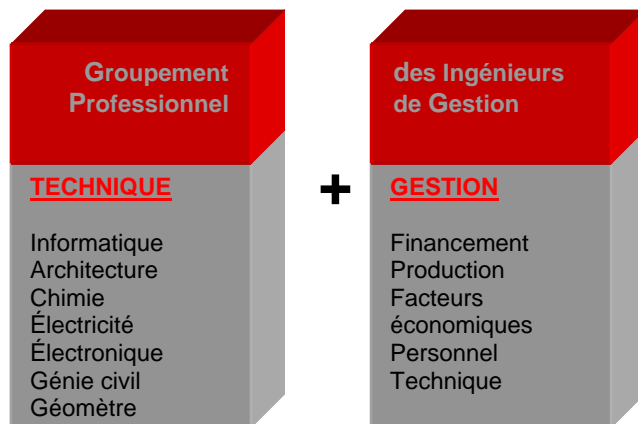 Groupement
Professionnel
TECHNIQUE
Informatique
Architecture
Chimie
Électricité
Électronique
Génie civil
Géomètre
+
des Ingénieurs
de Gestion
GESTION
Financement
Production
Facteurs
économiques
Personnel
Technique